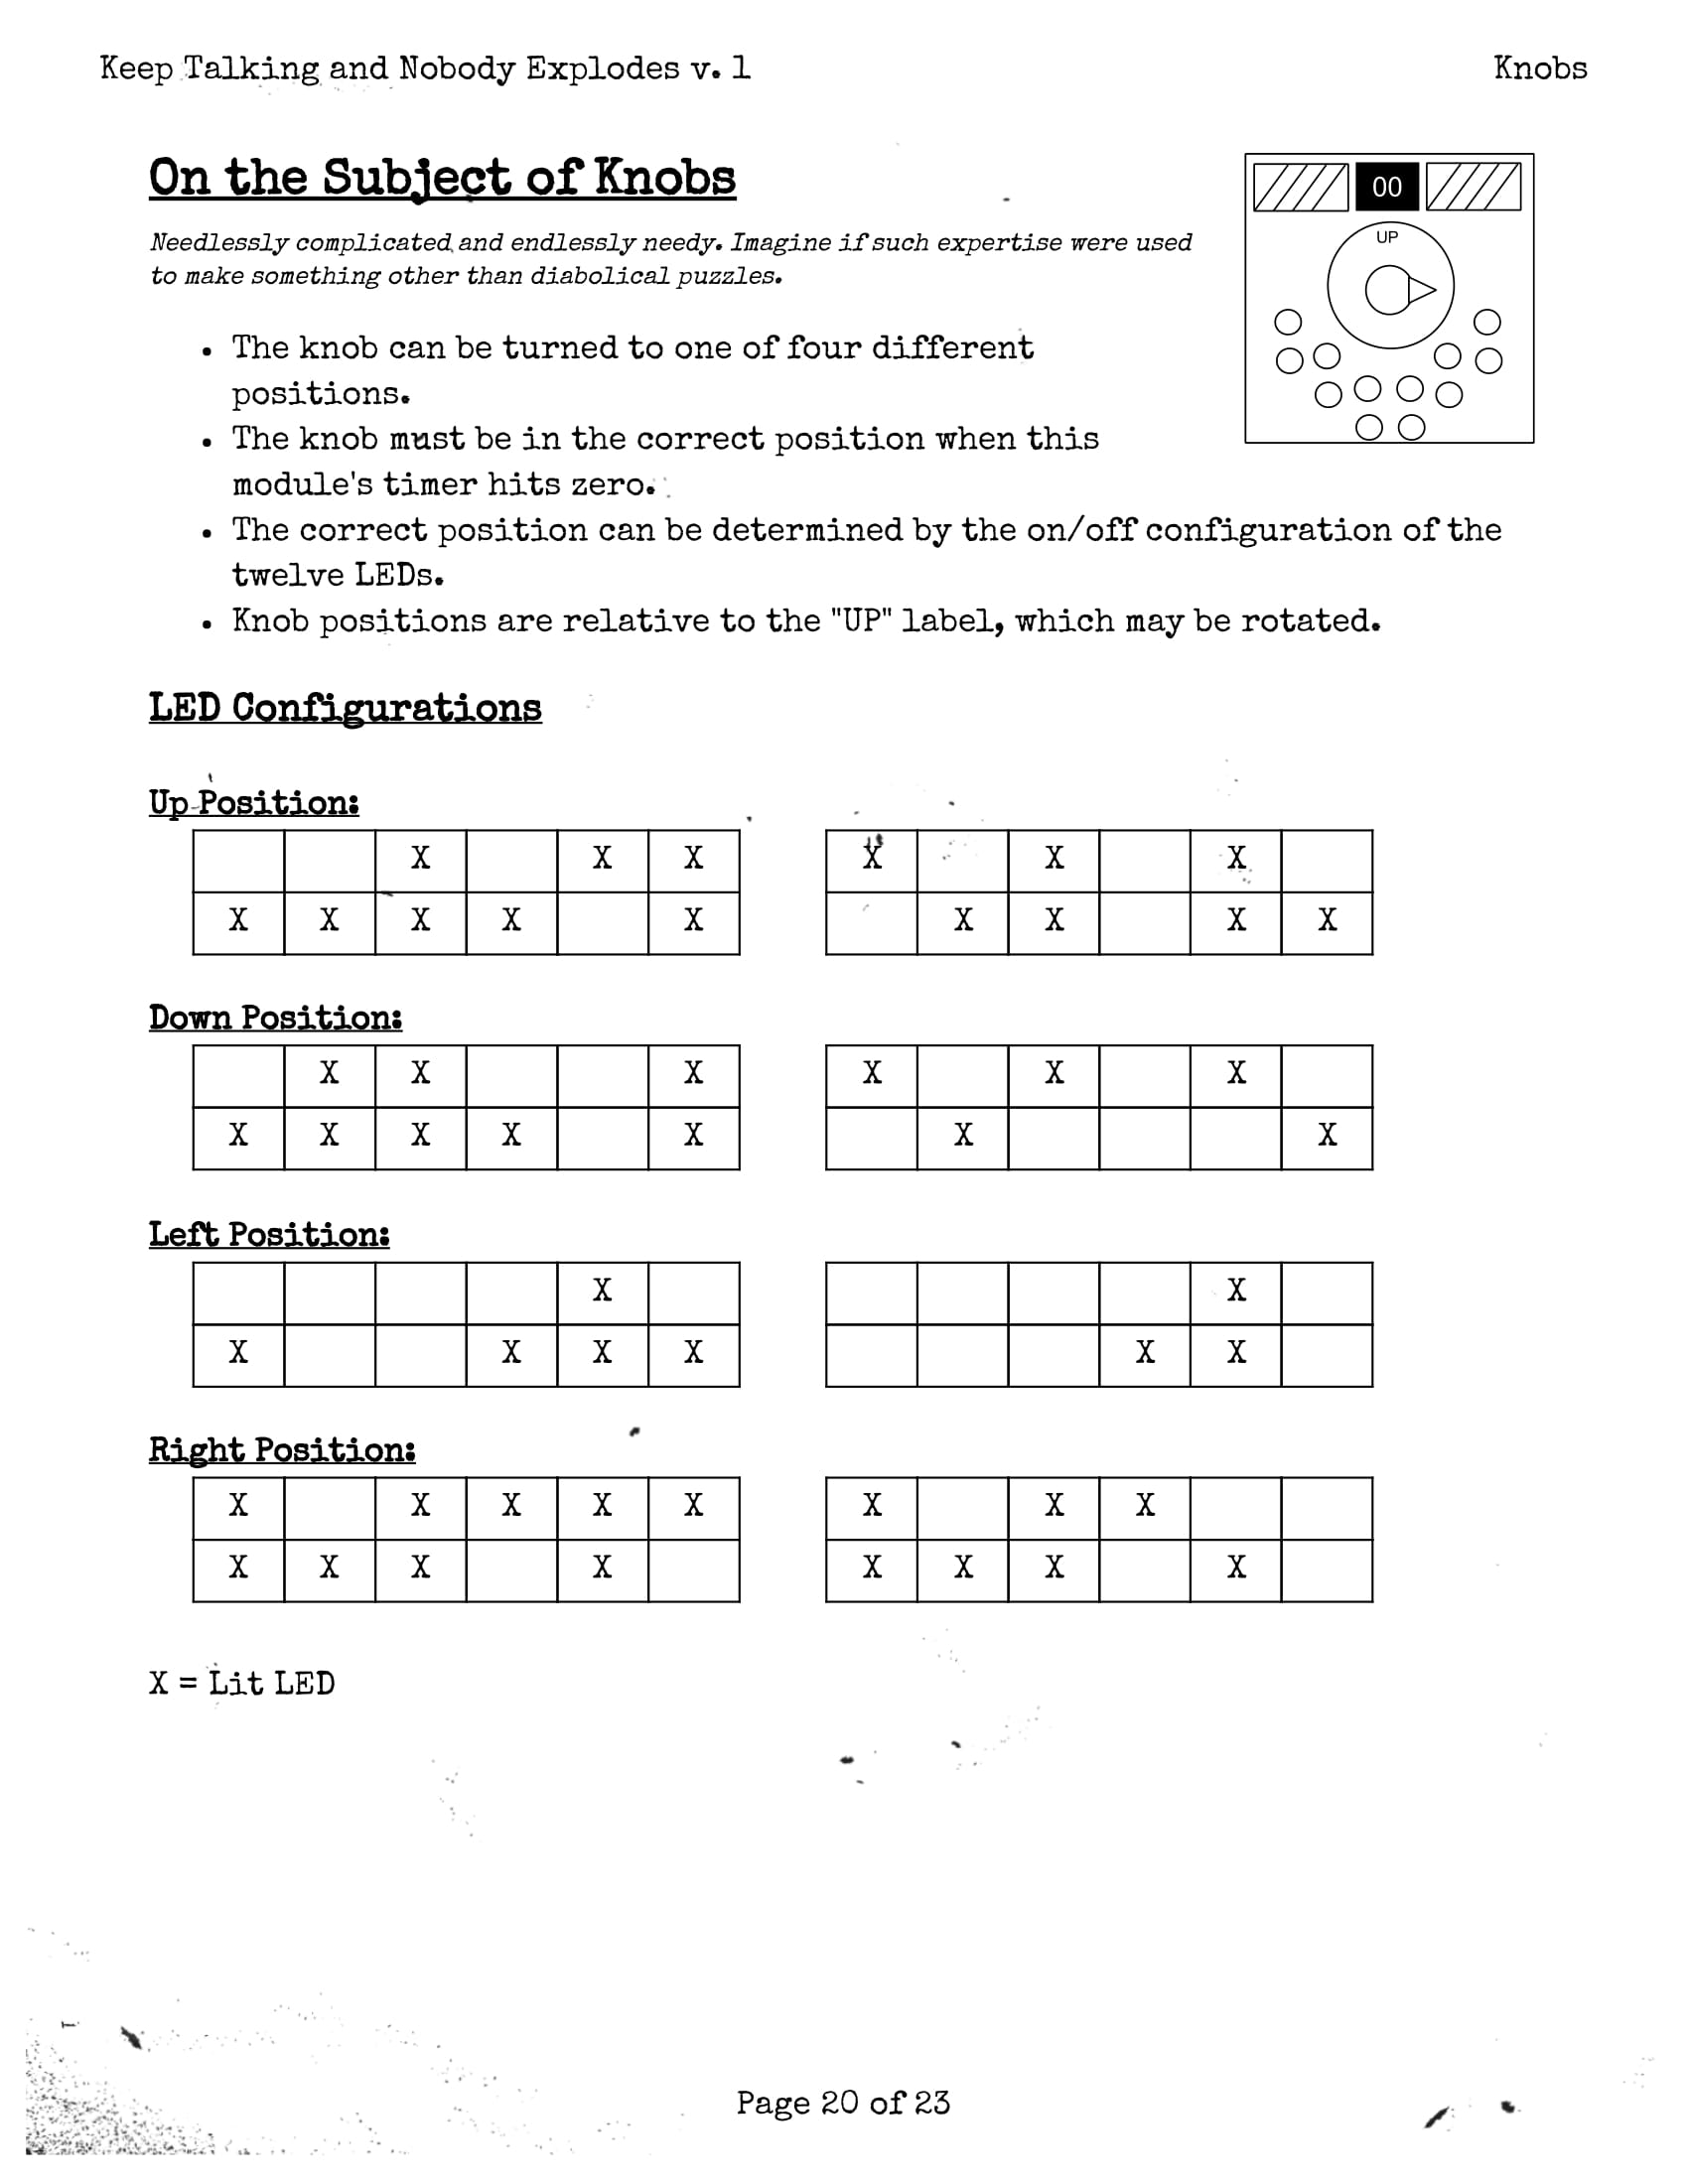 Keep Talking and Nobody Explodes v. 1
Knobs
On the Subject of Knobs
00
UP
Needlessly complicated and endlessly needy. Imagine if such expertise were used
to make something other than diabolical puzzles.
• The knob can be turned to one of four different
positions.
• The knob must be in the correct position when this
module's timer hits zero.
• The correct position can be determined by the on/off configuration of the
twelve LEDs.
• Knob positions are relative to the "UP" label, which may be rotated.
LED Configurations
Up Position:
X X X
X X X X X
X X X
X X X X
Down Position:
X X X
X X X X X
X X X
X X
Left Position:
X
X X X X
X
X X
Right Position:
X X X X X
X X X X
X X X
X X X X
X = Lit LED
Page 20 of 23